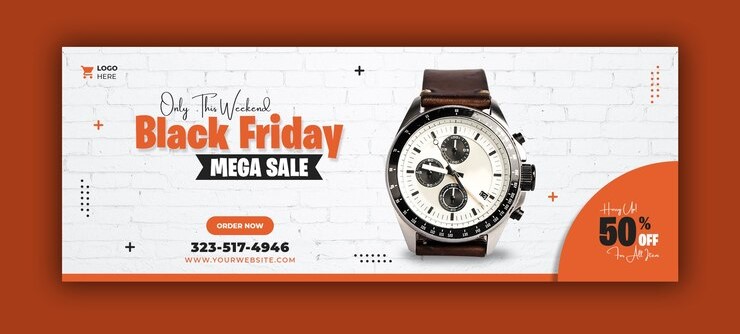 LOGO
HERE
Only This Weekend
Black Friday
MEGA SALE
ORDER NOW
323-517-4946
WWW.YOURWEBSITE.COM
Hurry Up!
50% OFF
For All Item